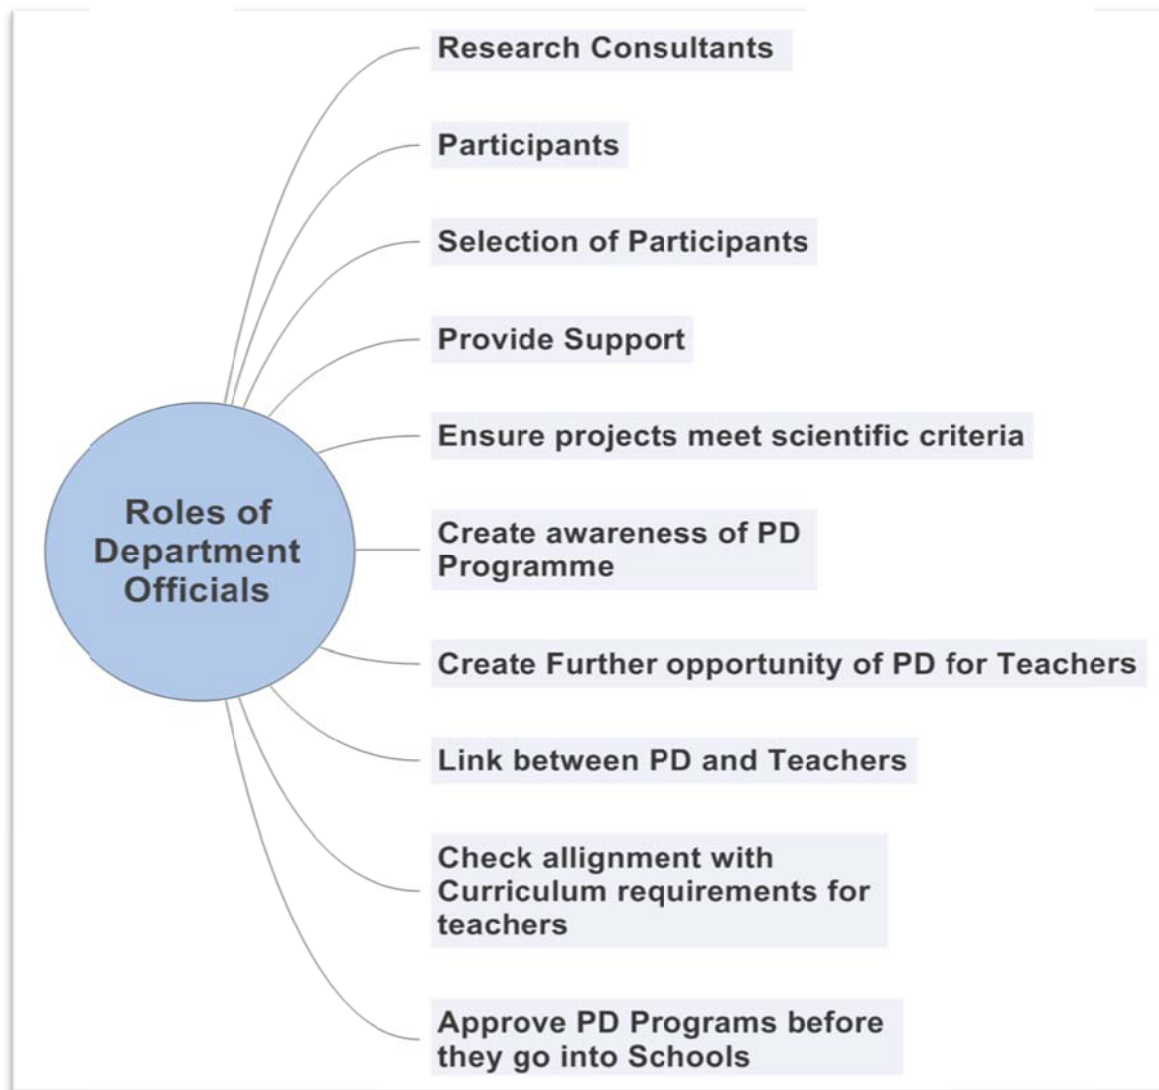 Research Consultants
Participants
Selection of Participants
Provide Support
Ensure projects meet scientific criteria
Roles of
Department
Officials
Create awareness of PD
Programme
Create Further opportunity of PD for Teachers
Link between PD and Teachers
Check allignment with
Curriculum requirements for
teachers
Approve PD Programs before
they go into Schools